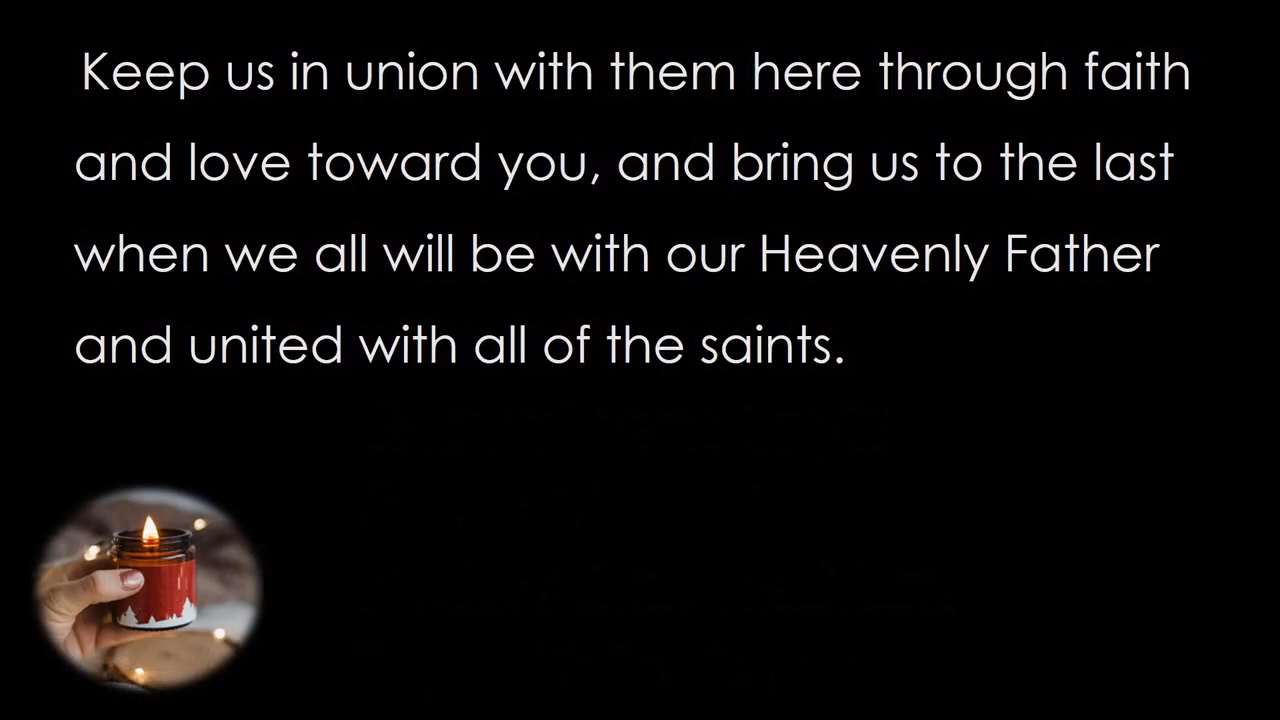 Keep us in union with them here through faith
and love toward you, and bring us to the last
when we all will be with our Heavenly Father
and united with all of the saints.